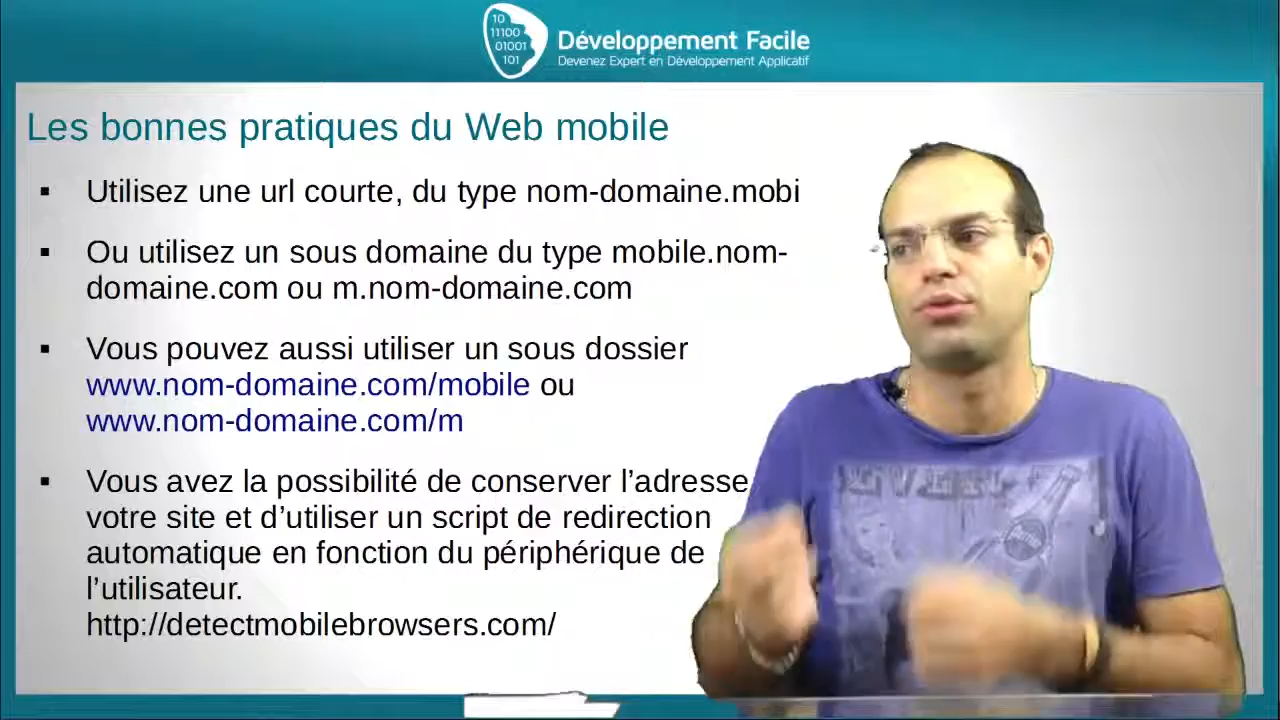 10
11100
01001
101
Développement Facile
Devenez Expert en Développement Applicatif
Les bonnes pratiques du Web mobile
▪ Utilisez une url courte, du type nom-domaine.mobi
▪ Ou utilisez un sous domaine du type mobile.nom-
domaine.com ou m.nom-domaine.com
▪ Vous pouvez aussi utiliser un sous dossier
www.nom-domaine.com/mobile ou
www.nom-domaine.com/m
▪ Vous avez la possibilité de conserver l’adresse
votre site et d’utiliser un script de redirection
automatique en fonction du périphérique de
l’utilisateur.
http://detectmobilebrowsers.com/